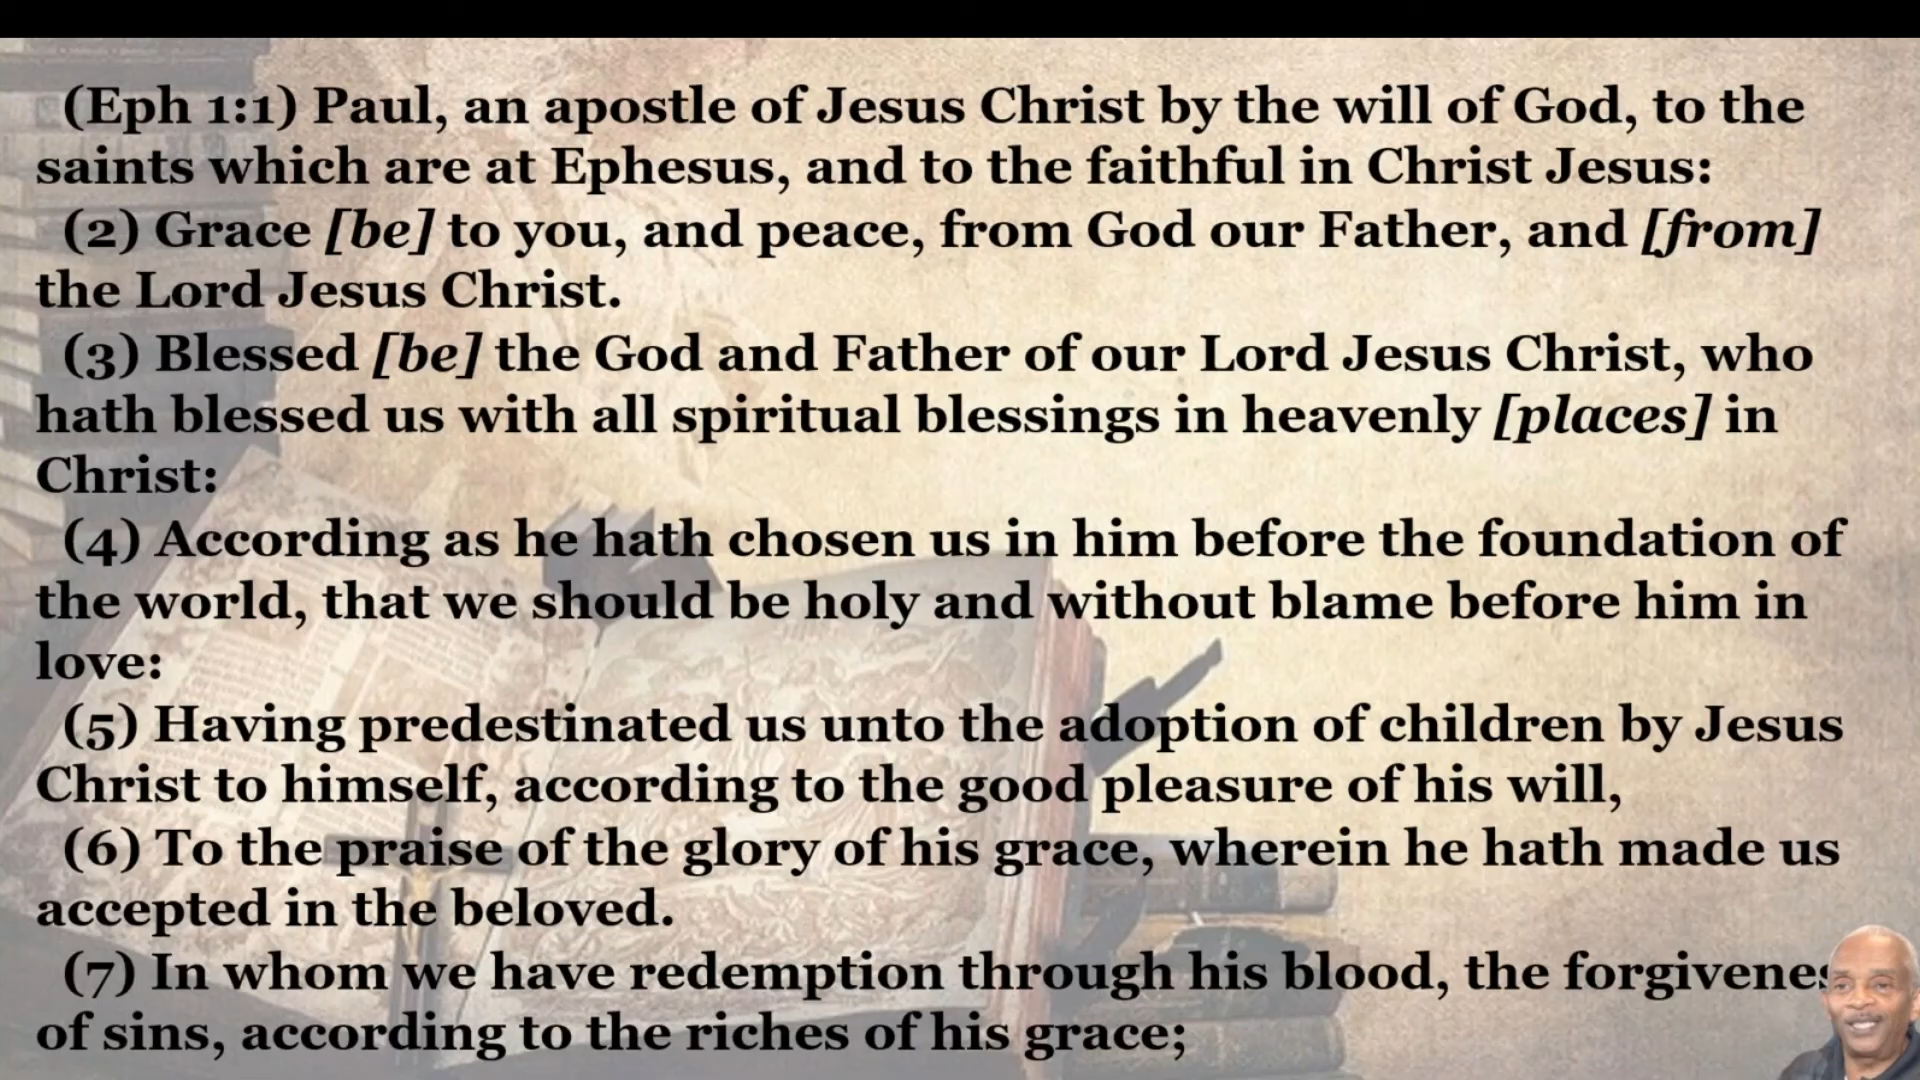 (Eph 1:1) Paul, an apostle of Jesus Christ by the will of God, to the
saints which are at Ephesus, and to the faithful in Christ Jesus:
(2) Grace [be] to you, and peace, from God our Father, and [from]
the Lord Jesus Christ.
(3) Blessed [be] the God and Father of our Lord Jesus Christ, who
hath blessed us with all spiritual blessings in heavenly [places] in
Christ:
(4) According as he hath chosen us in him before the foundation of
the world, that we should be holy and without blame before him in
love:
(5) Having predestinated us unto the adoption of children by Jesus
Christ to himself, according to the good pleasure of his will,
(6) To the praise of the glory of his grace, wherein he hath made us
accepted in the beloved.
(7) In whom we have redemption through his blood, the forgivenes
of sins, according to the riches of his grace;